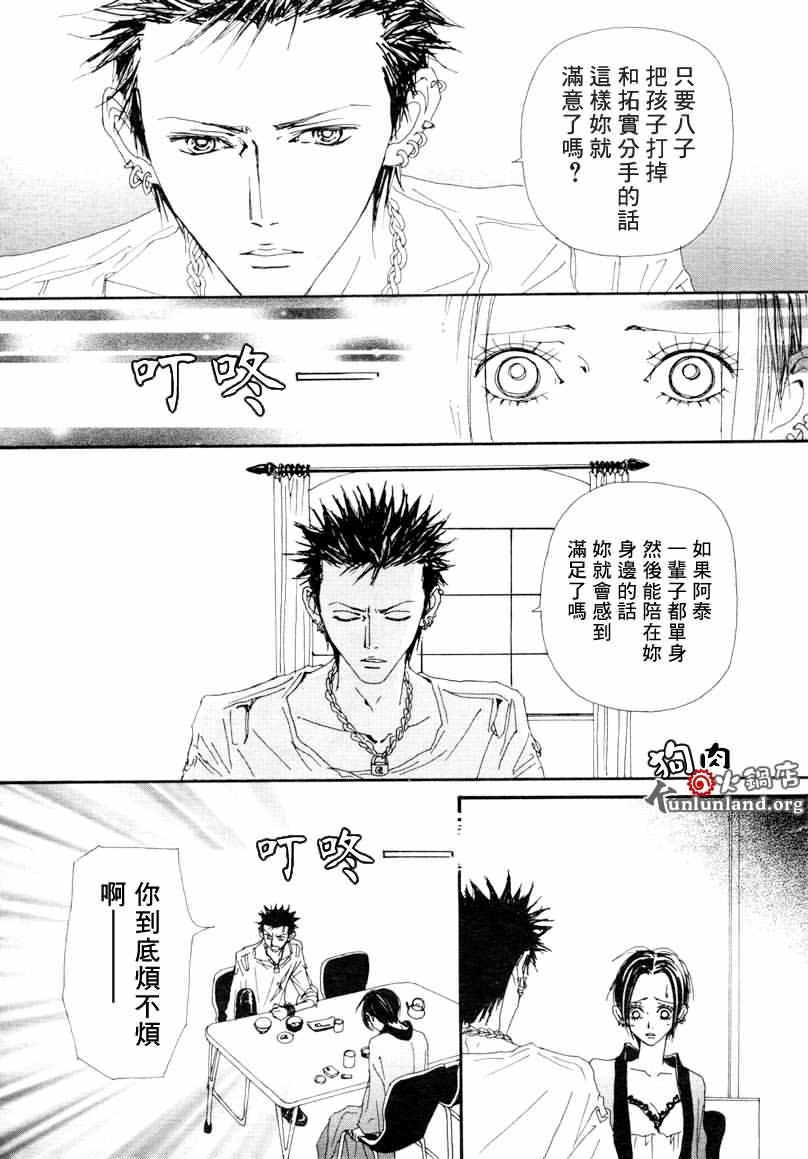 只要八子
把孩子打掉
和拓實分手的話
這樣妳就
滿意了嗎？
叮咚——
如果阿泰
一輩子都單身
然後能陪在妳
身邊的話
妳就會感到
滿足了嗎
狗肉
火鍋店
Kunlunland.org
叮咚——
你到底煩不煩
啊——